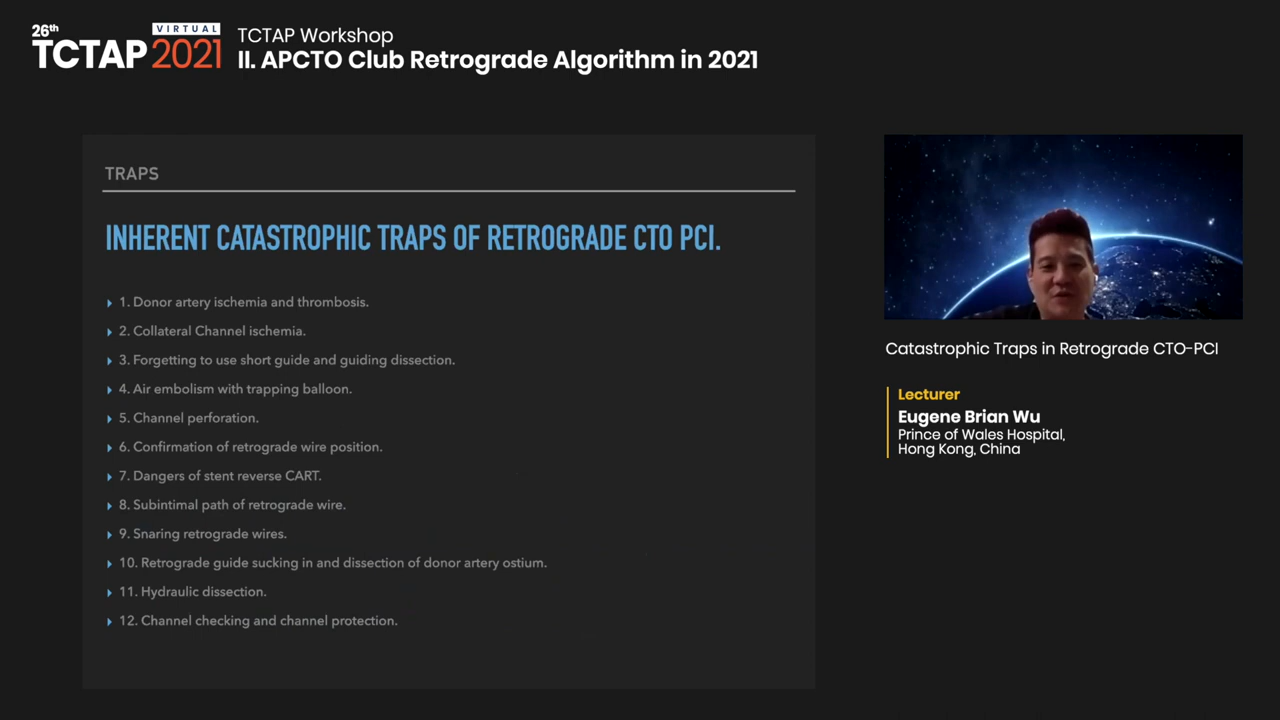 26th
VIRTUAL
TCTAP 2021
TCTAP Workshop
II. APCTO Club Retrograde Algorithm in 2021
TRAPS
INHERENT CATASTROPHIC TRAPS OF RETROGRADE CTO PCI.
1. Donor artery ischemia and thrombosis.
2. Collateral Channel ischemia.
3. Forgetting to use short guide and guiding dissection.
4. Air embolism with trapping balloon.
5. Channel perforation.
6. Confirmation of retrograde wire position.
7. Dangers of stent reverse CART.
8. Subintimal path of retrograde wire.
9. Snaring retrograde wires.
10. Retrograde guide sucking in and dissection of donor artery ostium.
11. Hydraulic dissection.
12. Channel checking and channel protection.
Catastrophic Traps in Retrograde CTO-PCI
Lecturer
Eugene Brian Wu
Prince of Wales Hospital,
Hong Kong, China